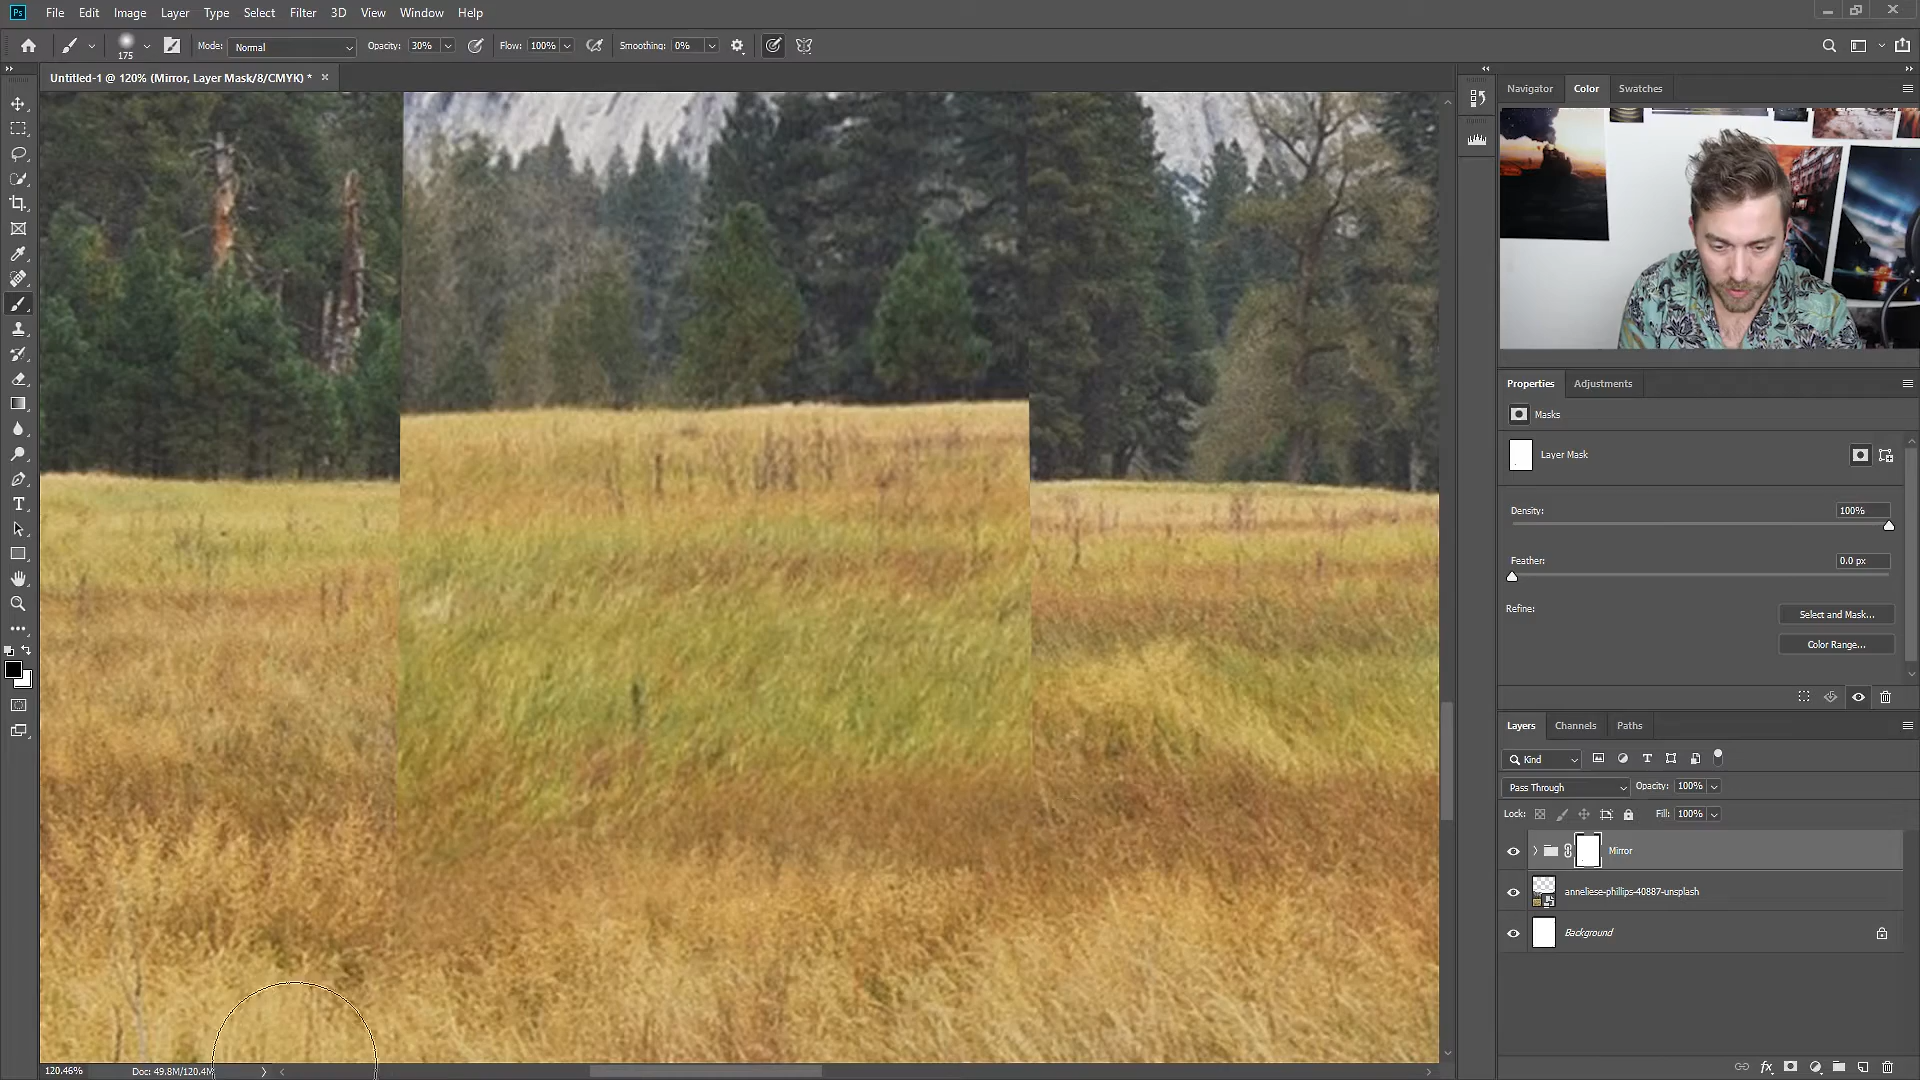 Ps File Edit Image Layer Type Select Filter 3D View Window Help
175 Mode: Normal Opacity: 30% Flow: 100% Smoothing: 0%
Untitled-1 @ 120% (Mirror, Layer Mask/8/CMYK) *
Navigator Color Swatches
Properties Adjustments
Masks
Layer Mask
Density: 100%
Feather: 0.0 px
Refine:
Select and Mask...
Color Range...
Layers Channels Paths
Kind
Pass Through Opacity: 100%
Lock: Fill: 100%
Mirror
anneliese-phillips-40887-unsplash
Background
120.46% Doc: 49.8M/120.4M